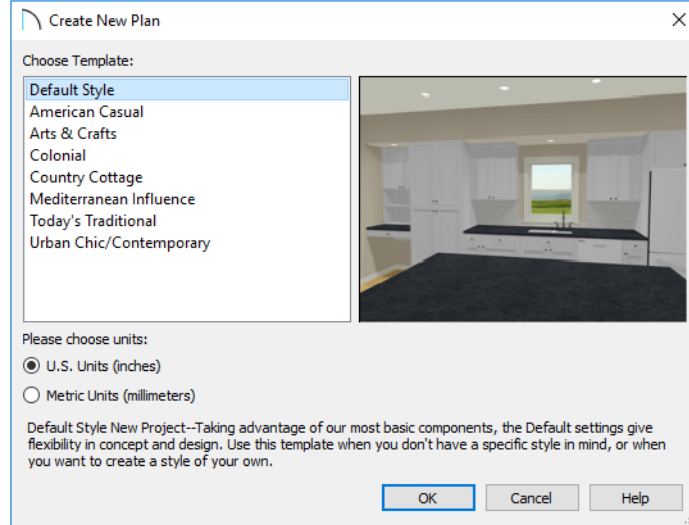 Create New Plan
Choose Template:
Default Style
American Casual
Arts & Crafts
Colonial
Country Cottage
Mediterranean Influence
Today's Traditional
Urban Chic/Contemporary
Please choose units:
U.S. Units (inches)
Metric Units (millimeters)
Default Style New Project--Taking advantage of our most basic components, the Default settings give
flexibility in concept and design. Use this template when you don't have a specific style in mind, or when
you want to create a style of your own.
OK Cancel Help